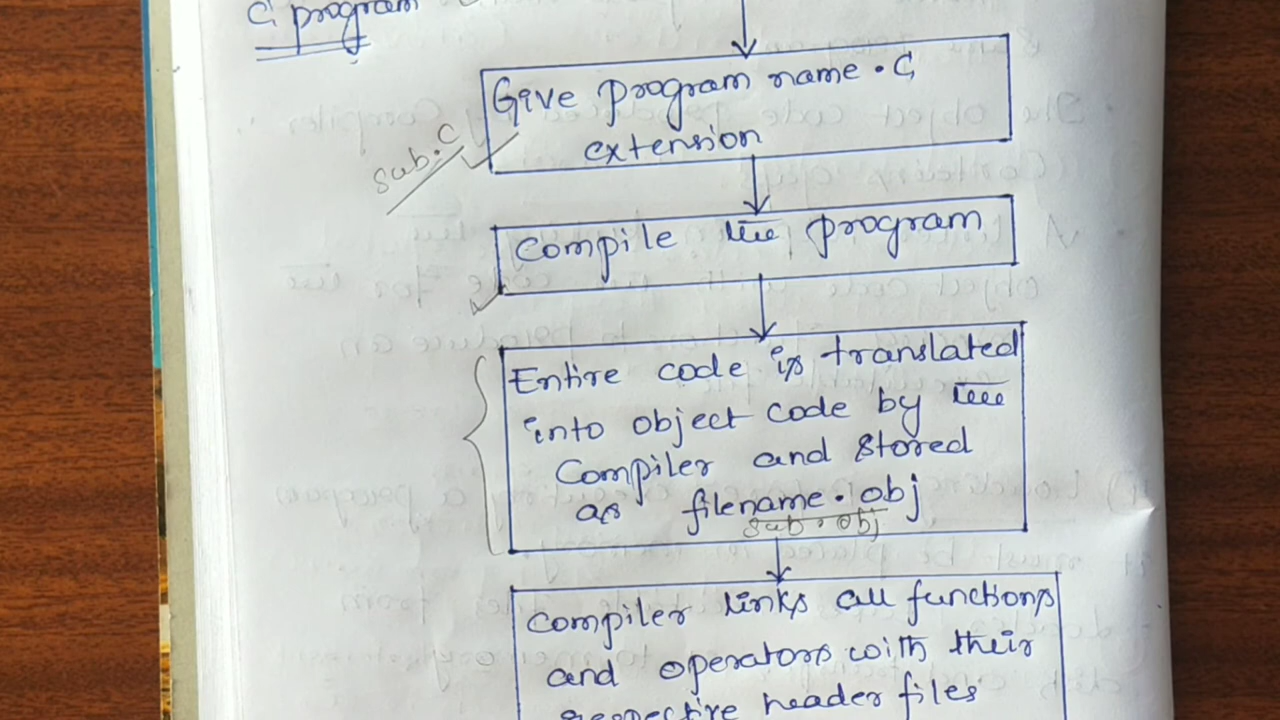 C program
Give program name . C
extension
sub.C
Compile the program
Entire code is translated
into object code by the
Compiler and stored
as filename.obj
sub.obj
Compiler links all functions
and operators with their
respective header files